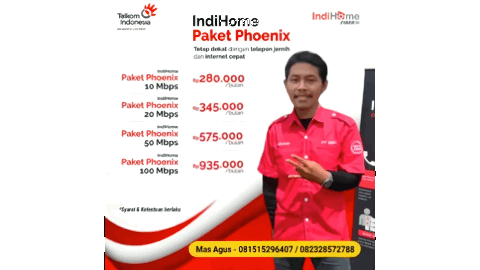 Telkom
Indonesia
IndiHome
FIBER
IndiHome
Paket Phoenix
Tetap dekat dengan telepon jernih
dan internet cepat
IndiHome
Paket Phoenix
10 Mbps
Rp280.000
/bulan
IndiHome
Paket Phoenix
20 Mbps
Rp345.000
/bulan
IndiHome
Paket Phoenix
50 Mbps
Rp575.000
/bulan
IndiHome
Paket Phoenix
100 Mbps
Rp935.000
/bulan
*Syarat & Ketentuan berlaku
Mas Agus - 081515296407 / 082328572788